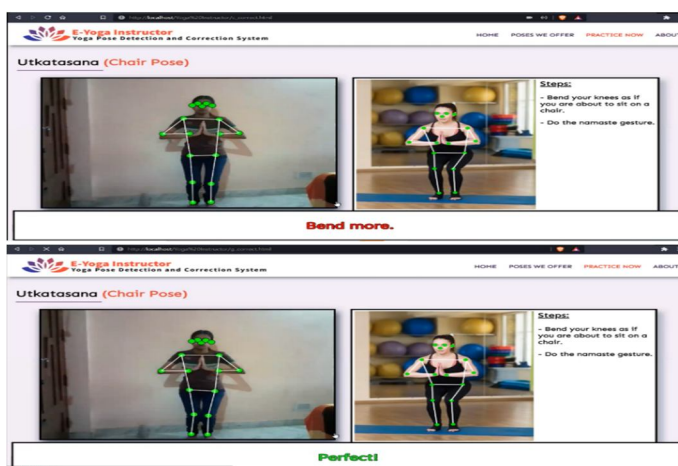 E-Yoga Instructor
Yoga Pose Detection and Correction System
HOME POSES WE OFFER PRACTICE NOW ABOUT
Utkatasana (Chair Pose)
Steps:
- Bend your knees as if
you are about to sit on a
chair.
- Do the namaste gesture.
Bend more.
E-Yoga Instructor
Yoga Pose Detection and Correction System
HOME POSES WE OFFER PRACTICE NOW ABOUT
Utkatasana (Chair Pose)
Steps:
- Bend your knees as if
you are about to sit on a
chair.
- Do the namaste gesture.
Perfect!